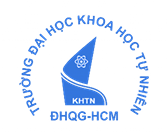 TRƯỜNG ĐẠI HỌC KHOA HỌC TỰ NHIÊN
KHTN
ĐHQG-HCM